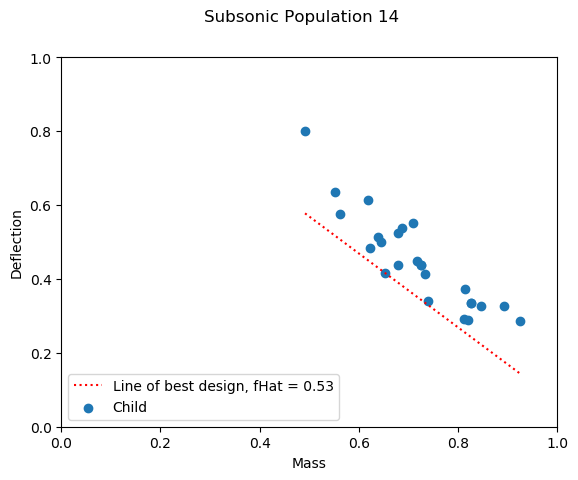 Subsonic Population 14
1.0
0.8
0.6
0.4
0.2
0.0
Deflection
Line of best design, fHat = 0.53
Child
0.0 0.2 0.4 0.6 0.8 1.0
Mass